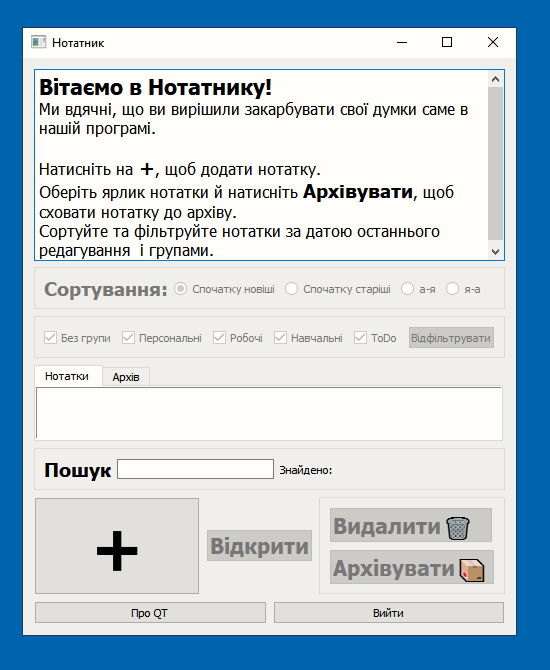 Нотатник
Вітаємо в Нотатнику!
Ми вдячні, що ви вирішили закарбувати свої думки саме в
нашій програмі.
Натисніть на +, щоб додати нотатку.
Оберіть ярлик нотатки й натисніть Архівувати, щоб
сховати нотатку до архіву.
Сортуйте та фільтруйте нотатки за датою останнього
редагування  і групами.
Сортування: Спочатку новіші Спочатку старіші а-я я-а
Без групи Персональні Робочі Навчальні ToDo Відфільтрувати
Нотатки Архів
Пошук Знайдено:
+ Відкрити
Видалити
Архівувати
Про QT Вийти